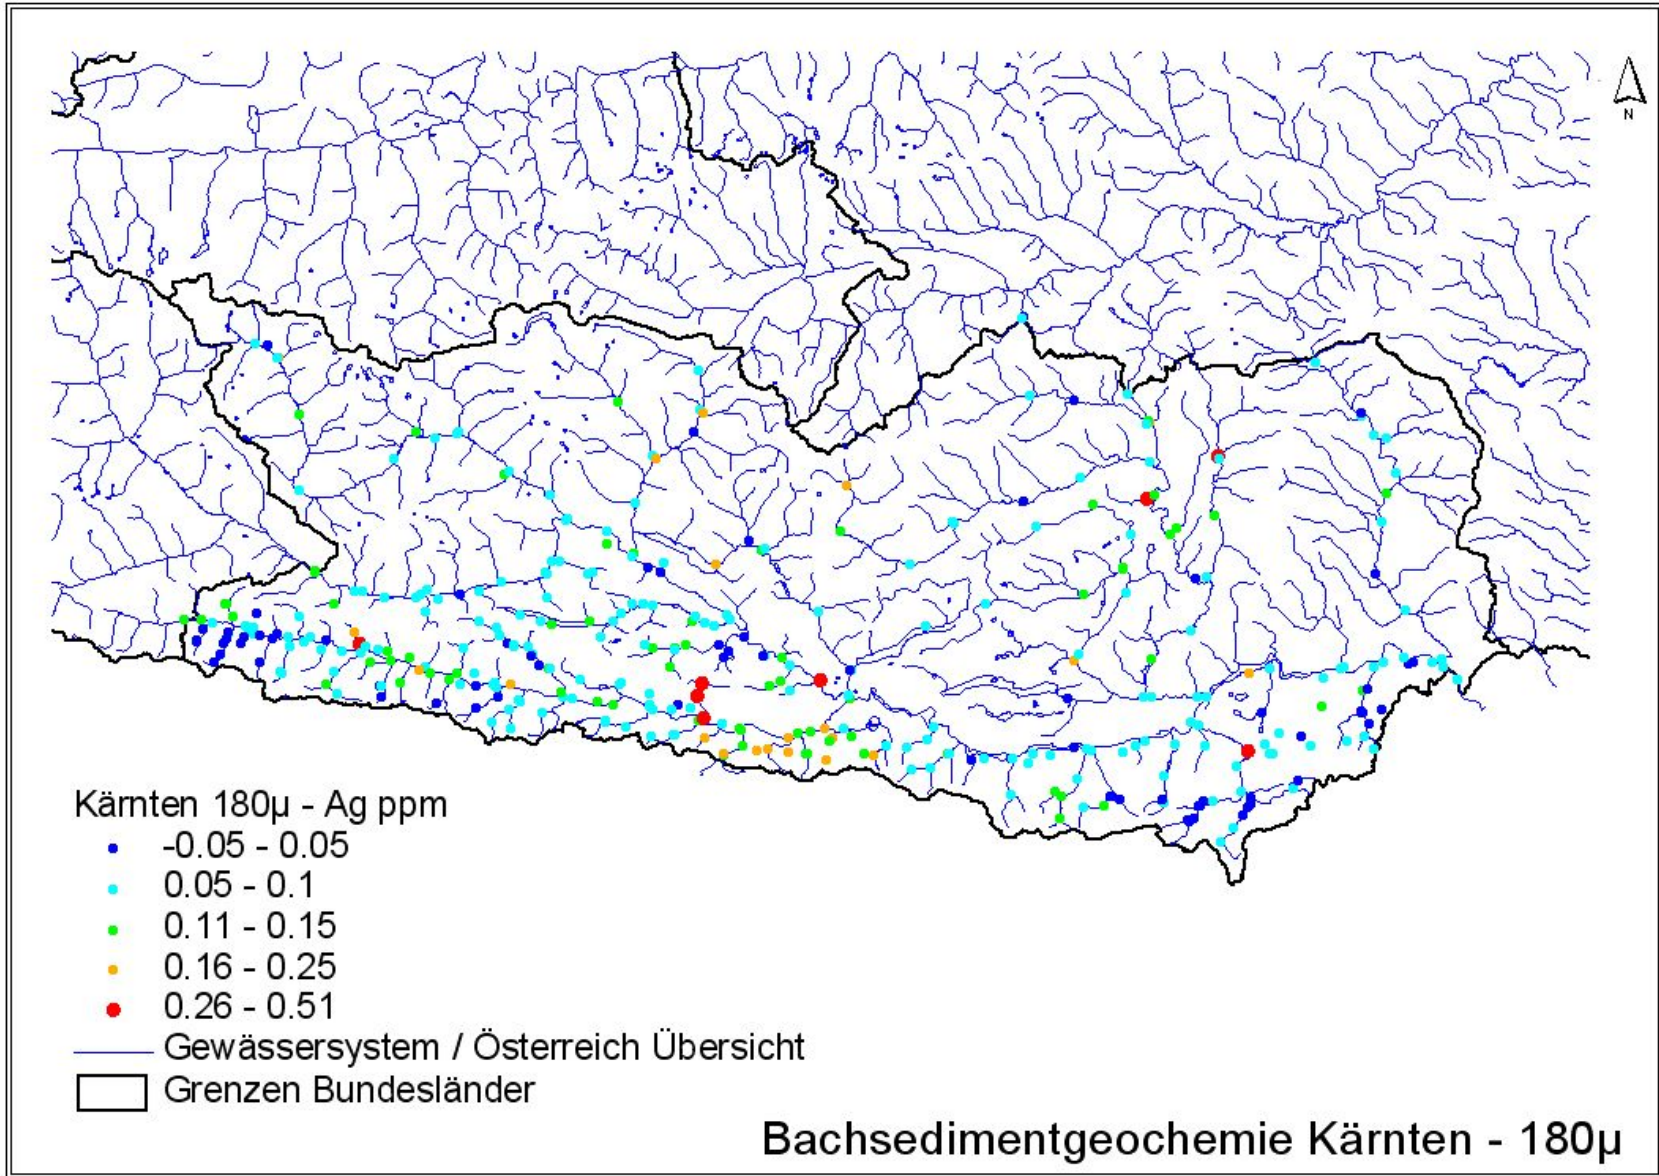 N
Kärnten 180µ - Ag ppm
-0.05 - 0.05
0.05 - 0.1
0.11 - 0.15
0.16 - 0.25
0.26 - 0.51
Gewässersystem / Österreich Übersicht
Grenzen Bundesländer
Bachsedimentgeochemie Kärnten - 180µ